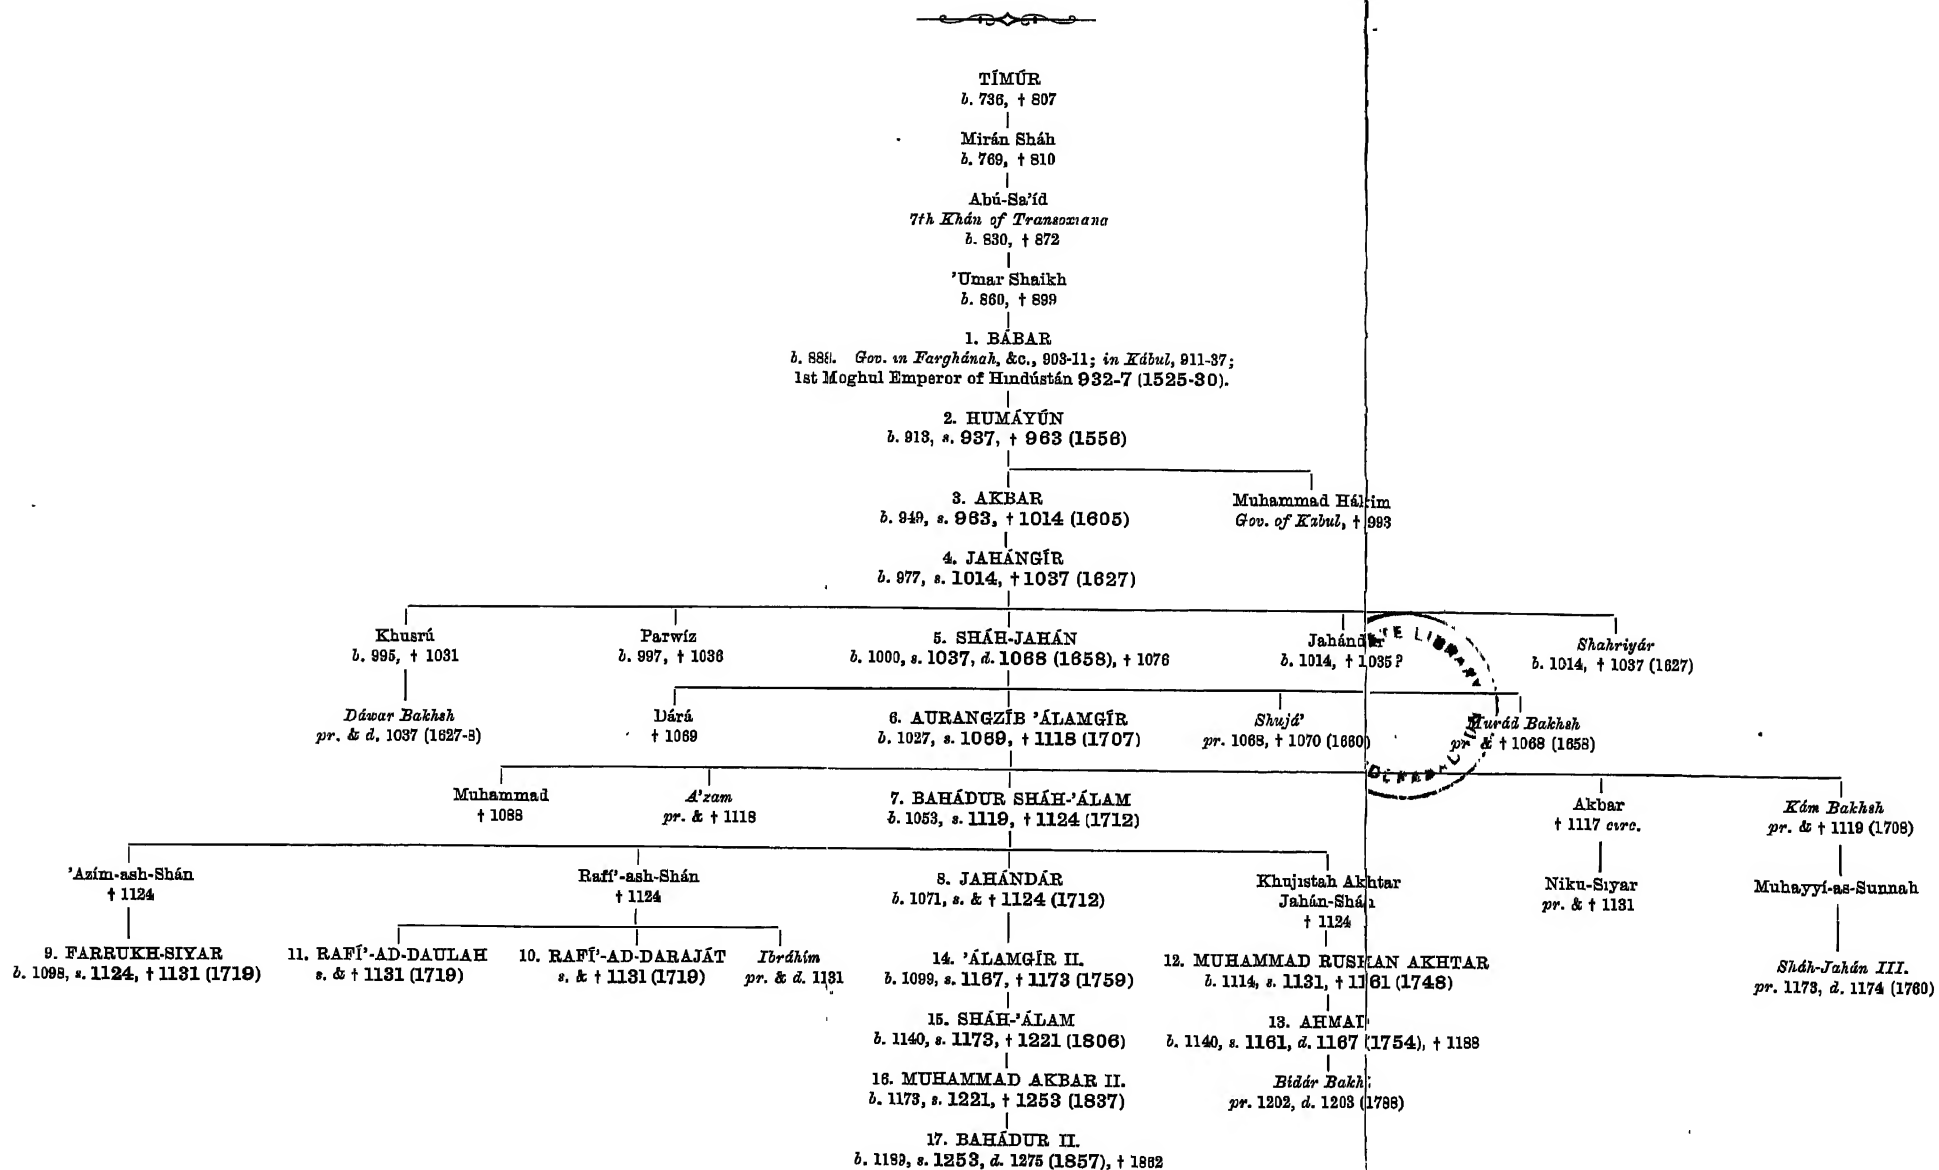 TÍMÚR
b. 736, † 807
Mirán Sháh
b. 769, † 810
Abú-Sa’íd
7th Khán of Transoxiana
b. 830, † 872
’Umar Shaikh
b. 860, † 899
1. BÁBAR
b. 888. Gov. in Farghánah, &c., 903-11; in Kábul, 911-37;
1st Moghul Emperor of Hindústán 932-7 (1525-30).
2. HUMÁYÚN
b. 913, s. 937, † 963 (1556)
3. AKBAR
b. 949, s. 963, † 1014 (1605)
Muhammad Hákim
Gov. of Kabul, † 993
4. JAHÁNGÍR
b. 977, s. 1014, † 1037 (1627)
Khusrú
b. 995, † 1031
Parwíz
b. 997, † 1036
5. SHÁH-JAHÁN
b. 1000, s. 1037, d. 1068 (1658), † 1076
Jahándár
b. 1014, † 1035?
Shahriyár
b. 1014, † 1037 (1627)
Dáwar Bakhsh
pr. & d. 1037 (1627-8)
Dárá
† 1069
6. AURANGZÍB ’ÁLAMGÍR
b. 1027, s. 1069, † 1118 (1707)
Shujá’
pr. 1068, † 1070 (1660)
Murád Bakhsh
pr & † 1068 (1658)
Muhammad
† 1088
A’zam
pr. & † 1118
7. BAHÁDUR SHÁH-’ÁLAM
b. 1053, s. 1119, † 1124 (1712)
Akbar
† 1117 circ.
Kám Bakhsh
pr. & † 1119 (1708)
’Azím-ash-Shán
† 1124
Rafí’-ash-Shán
† 1124
8. JAHÁNDÁR
b. 1071, s. & † 1124 (1712)
Khujistah Akhtar
Jahán-Sháh
† 1124
Niku-Siyar
pr. & † 1131
Muhayyí-as-Sunnah
9. FARRUKH-SIYAR
b. 1098, s. 1124, † 1131 (1719)
11. RAFÍ’-AD-DAULAH
s. & † 1131 (1719)
10. RAFÍ’-AD-DARAJÁT
s. & † 1131 (1719)
Ibráhím
pr. & d. 1131
14. ’ÁLAMGÍR II.
b. 1099, s. 1167, † 1173 (1759)
12. MUHAMMAD RUSHAN AKHTAR
b. 1114, s. 1131, † 1161 (1748)
Sháh-Jahán III.
pr. 1173, d. 1174 (1760)
15. SHÁH-’ÁLAM
b. 1140, s. 1173, † 1221 (1806)
13. AHMAD
b. 1140, s. 1161, d. 1167 (1754), † 1188
16. MUHAMMAD AKBAR II.
b. 1173, s. 1221, † 1253 (1837)
Bídár Bakh
pr. 1202, d. 1203 (1788)
17. BAHÁDUR II.
b. 1189, s. 1253, d. 1275 (1857), † 1862